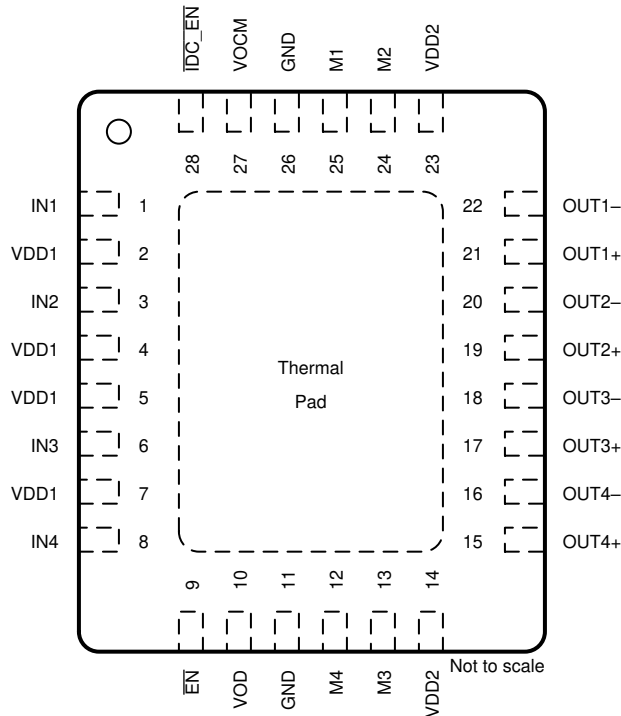 I̅D̅C̅_̅E̅N̅
VOCM
GND
M1
M2
VDD2
28
27
26
25
24
23
IN1 1 22 OUT1–
VDD1 2 21 OUT1+
IN2 3 20 OUT2–
VDD1 4 19 OUT2+
Thermal
VDD1 5 18 OUT3–
Pad
IN3 6 17 OUT3+
VDD1 7 16 OUT4–
IN4 8 15 OUT4+
9
10
11
12
13
14
E̅N̅
VOD
GND
M4
M3
VDD2
Not to scale